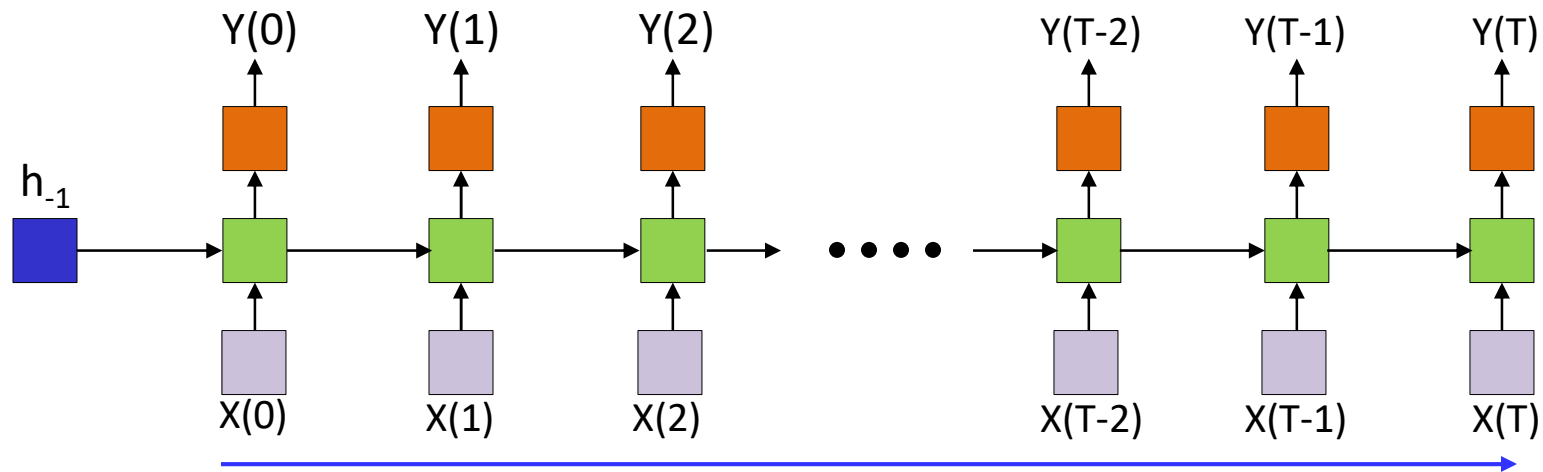 Y(0) Y(1) Y(2) Y(T-2) Y(T-1) Y(T)
h-1
X(0) X(1) X(2) X(T-2) X(T-1) X(T)